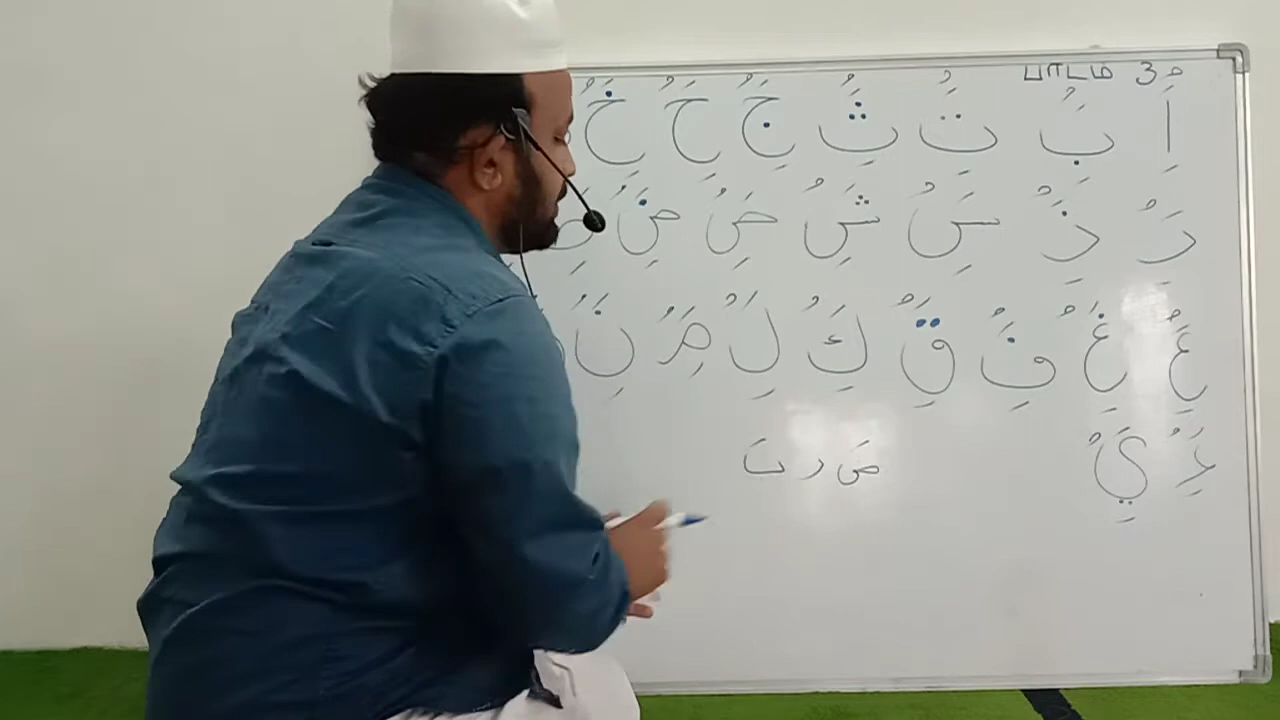 பாடம் 3
اَُِ بَُِ تَُِ ثَُِ جَُِ حَُِ خَُِ
رَُِ زَُِ سَُِ شَُِ صَُِ ضَُِ
عَُِ غَُِ فَُِ قَُِ كَُِ لَُِ مَُِ نَُِ
ءَُِ يَُِ صَ ر تَ